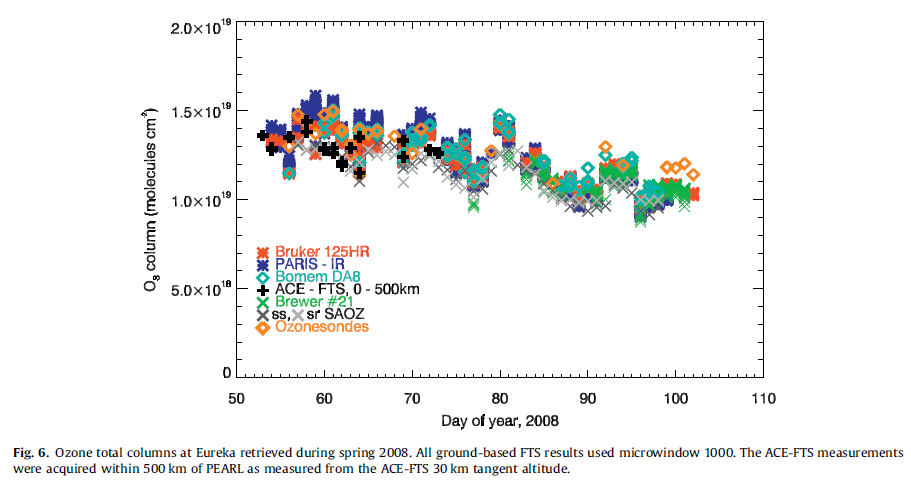 2.0×10¹⁹
1.5×10¹⁹
1.0×10¹⁹
5.0×10¹⁸
0
O₃ column (molecules cm²)
Bruker 125HR
PARIS - IR
Bomem DA8
ACE - FTS, 0 - 500km
Brewer #21
ss, sr SAOZ
Ozonesondes
50 60 70 80 90 100 110
Day of year, 2008
Fig. 6. Ozone total columns at Eureka retrieved during spring 2008. All ground-based FTS results used microwindow 1000. The ACE-FTS measurements
were acquired within 500 km of PEARL as measured from the ACE-FTS 30 km tangent altitude.